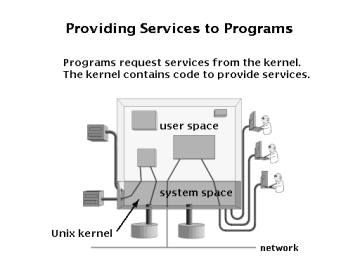 Providing Services to Programs
Programs request services from the kernel.
The kernel contains code to provide services.
user space
system space
Unix kernel
network